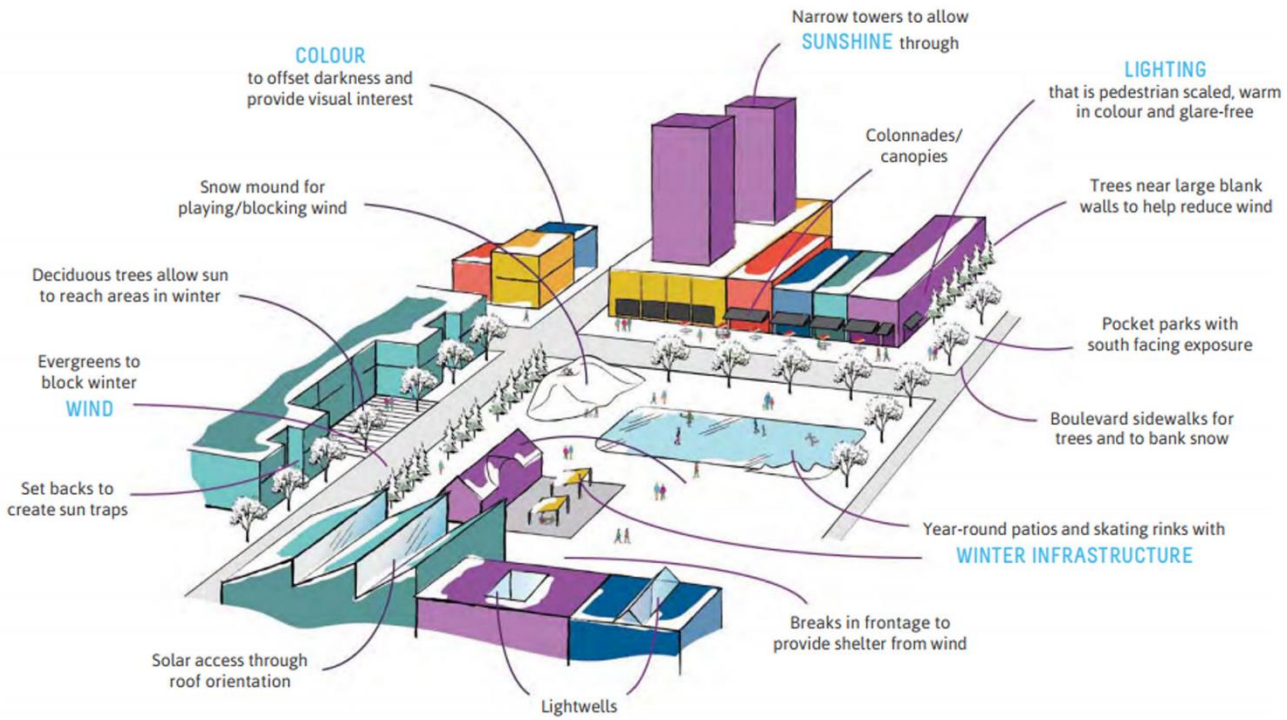 Narrow towers to allow
SUNSHINE through
COLOUR
to offset darkness and
provide visual interest
LIGHTING
that is pedestrian scaled, warm
in colour and glare-free
Colonnades/
canopies
Snow mound for
playing/blocking wind
Trees near large blank
walls to help reduce wind
Deciduous trees allow sun
to reach areas in winter
Pocket parks with
south facing exposure
Evergreens to
block winter
WIND
Boulevard sidewalks for
trees and to bank snow
Set backs to
create sun traps
Year-round patios and skating rinks with
WINTER INFRASTRUCTURE
Breaks in frontage to
provide shelter from wind
Solar access through
roof orientation
Lightwells